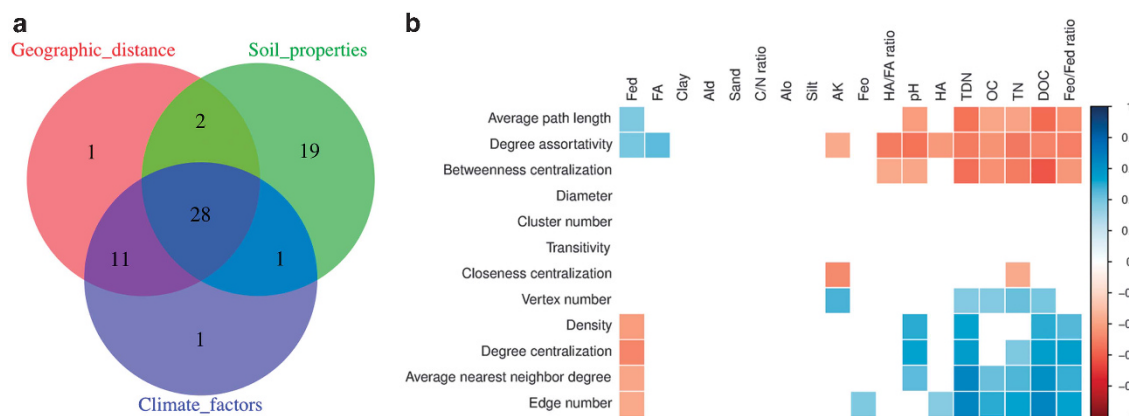 a
Geographic_distance
Soil_properties
1
2
19
28
11
1
1
Climate_factors
b
Fed
FA
Clay
Ald
Sand
C/N ratio
Alo
Silt
AK
Feo
HA/FA ratio
pH
HA
TDN
OC
TN
DOC
Feo/Fed ratio
Average path length
Degree assortativity
Betweenness centralization
Diameter
Cluster number
Transitivity
Closeness centralization
Vertex number
Density
Degree centralization
Average nearest neighbor degree
Edge number